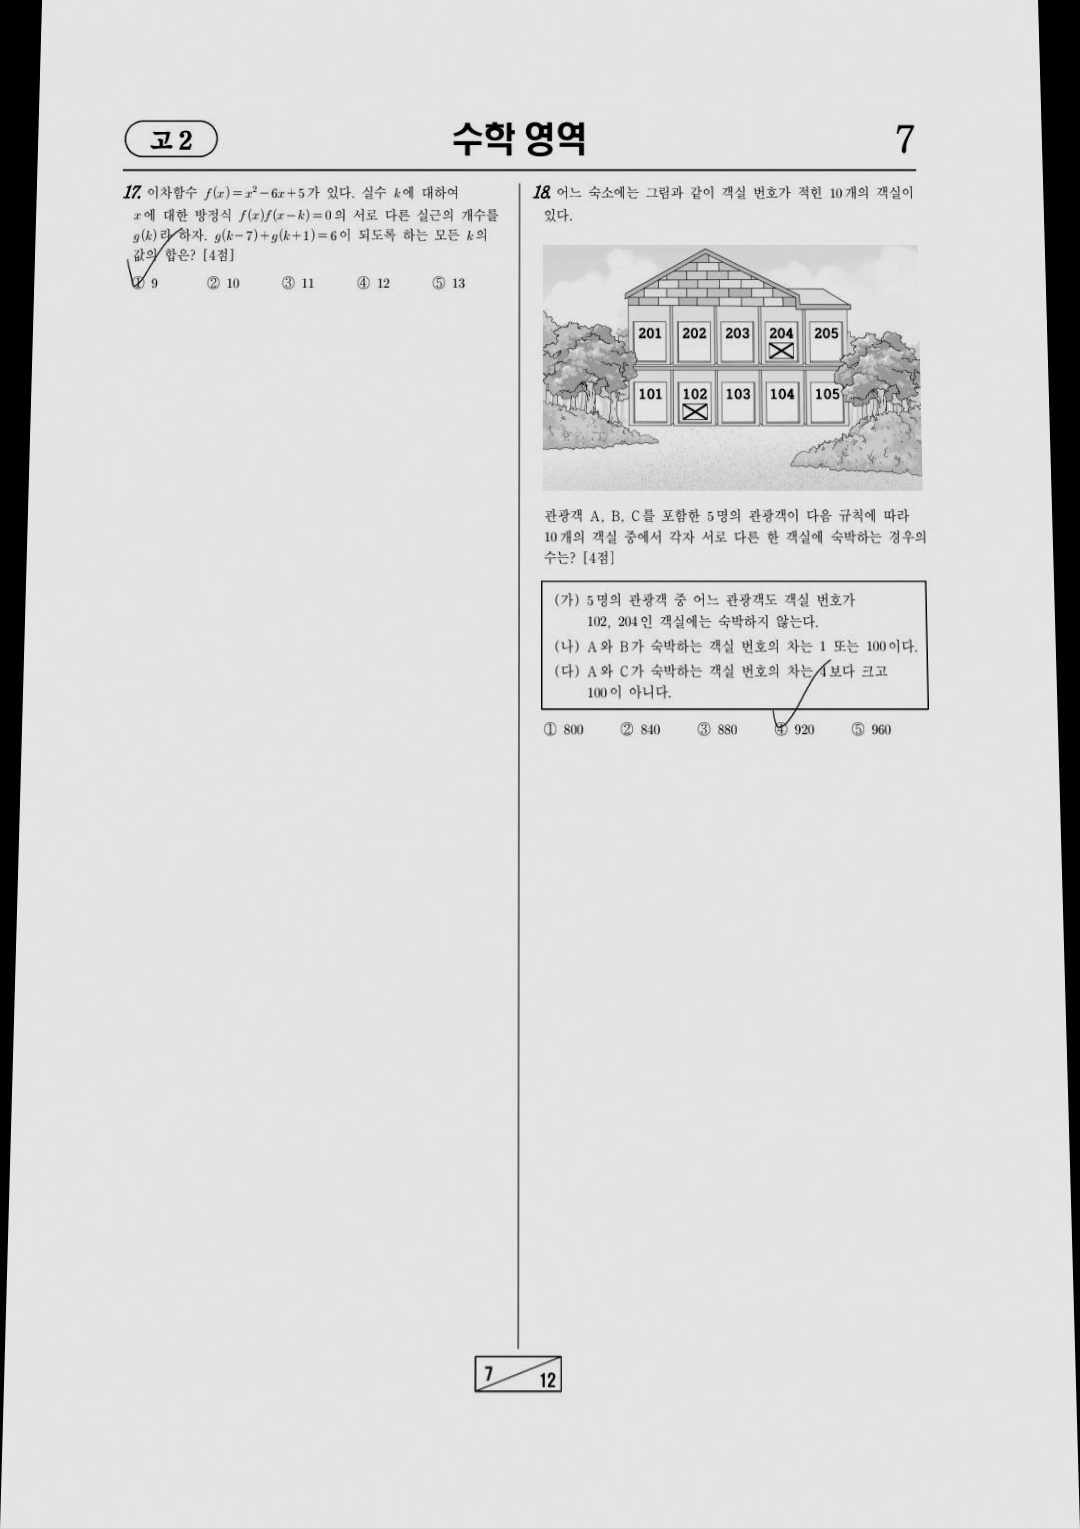 고 2
수학 영역
7
17. 이차함수 f(x)=x²-6x+5가 있다. 실수 k에 대하여
x에 대한 방정식 f(x)f(x-k)=0의 서로 다른 실근의 개수를
g(k)라 하자. g(k-7)+g(k+1)=6이 되도록 하는 모든 k의
값의 합은? [4점]
① 9 ② 10 ③ 11 ④ 12 ⑤ 13
18. 어느 숙소에는 그림과 같이 객실 번호가 적힌 10개의 객실이
있다.
201 202 203 204 205
101 102 103 104 105
관광객 A, B, C를 포함한 5명의 관광객이 다음 규칙에 따라
10개의 객실 중에서 각자 서로 다른 한 객실에 숙박하는 경우의
수는? [4점]
(가) 5명의 관광객 중 어느 관광객도 객실 번호가
102, 204인 객실에는 숙박하지 않는다.
(나) A와 B가 숙박하는 객실 번호의 차는 1 또는 100이다.
(다) A와 C가 숙박하는 객실 번호의 차는 4보다 크고
100이 아니다.
① 800 ② 840 ③ 880 ④ 920 ⑤ 960
7
12